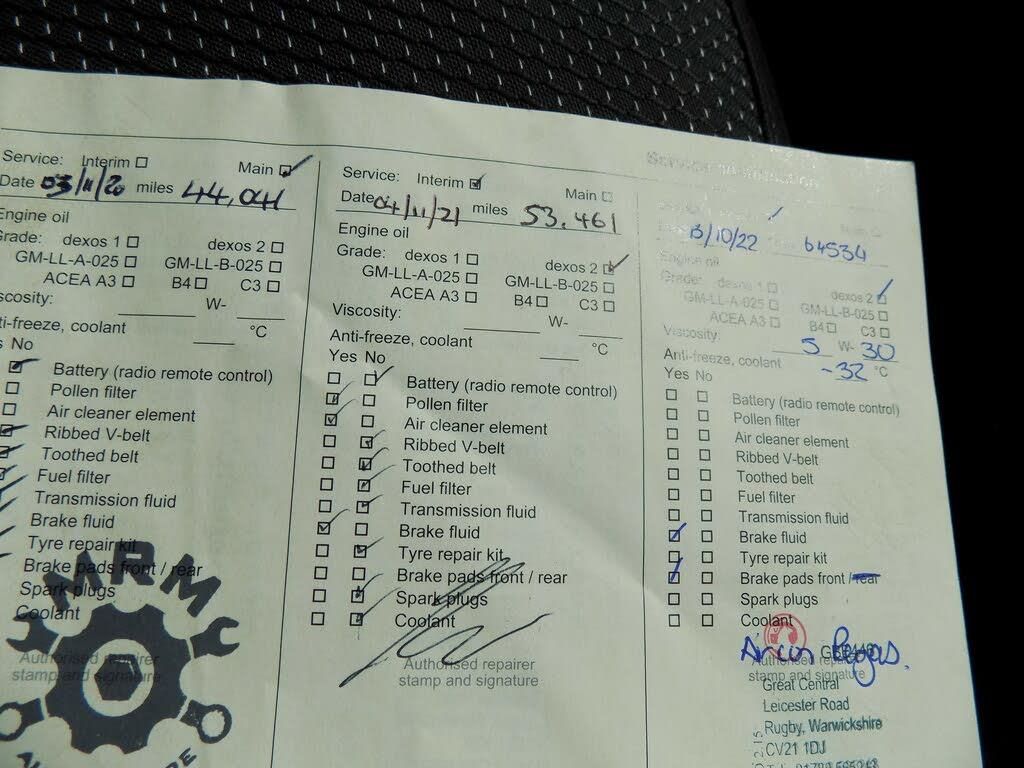 Service: Interim Main
Date 03/11/20 miles 44,041
Engine oil
Grade: dexos 1 dexos 2
GM-LL-A-025 GM-LL-B-025
ACEA A3 B4 C3
scosity: W-
ti-freeze, coolant °C
s No
Battery (radio remote control)
Pollen filter
Air cleaner element
Ribbed V-belt
Toothed belt
Fuel filter
Transmission fluid
Brake fluid
Tyre repair kit
Brake pads front / rear
Spark plugs
Coolant
MRM
Authorised repairer
stamp and signature
Service: Interim Main
Date 04/11/21 miles 53.461
Engine oil
Grade: dexos 1 dexos 2
GM-LL-A-025 GM-LL-B-025
ACEA A3 B4 C3
Viscosity: W-
Anti-freeze, coolant °C
Yes No
Battery (radio remote control)
Pollen filter
Air cleaner element
Ribbed V-belt
Toothed belt
Fuel filter
Transmission fluid
Brake fluid
Tyre repair kit
Brake pads front / rear
Spark plugs
Coolant
Authorised repairer
stamp and signature
Main
13/10/22 64534
Engine oil
Grade: dexos 1 dexos 2
GM-LL-A-025 GM-LL-B-025
ACEA A3 B4 C3
Viscosity: 5 W- 30
Anti-freeze, coolant -32 °C
Yes No
Battery (radio remote control)
Pollen filter
Air cleaner element
Ribbed V-belt
Toothed belt
Fuel filter
Transmission fluid
Brake fluid
Tyre repair kit
Brake pads front / rear
Spark plugs
Coolant
Authorised repairer
stamp and signature
Great Central
Leicester Road
Rugby, Warwickshire
CV21 1DJ